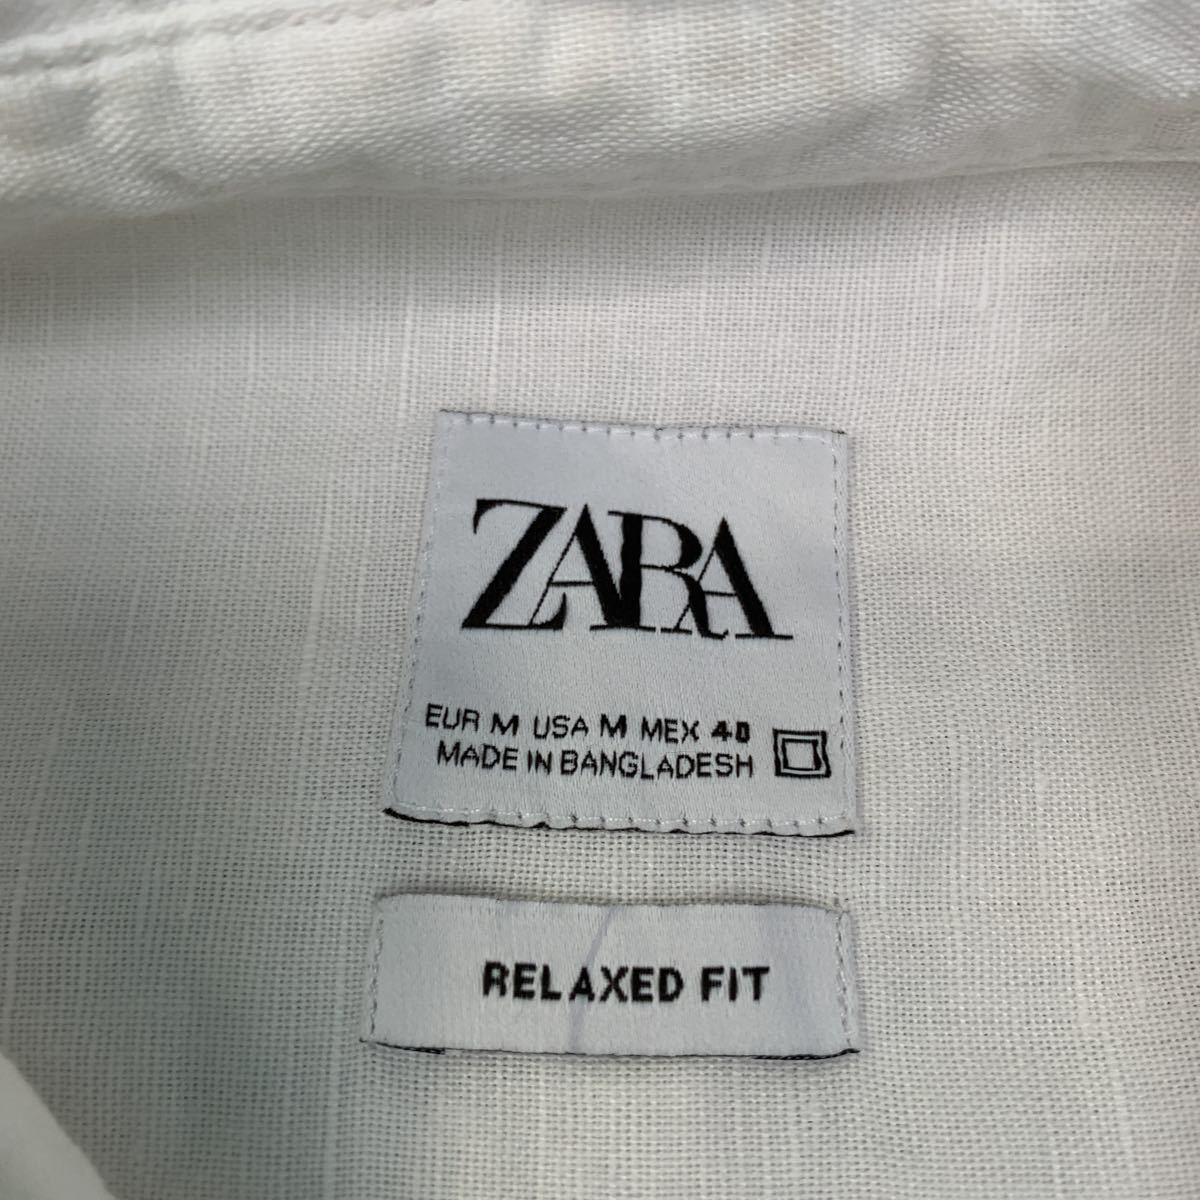 ZARA
EUR M USA M MEX 40
MADE IN BANGLADESH
RELAXED FIT